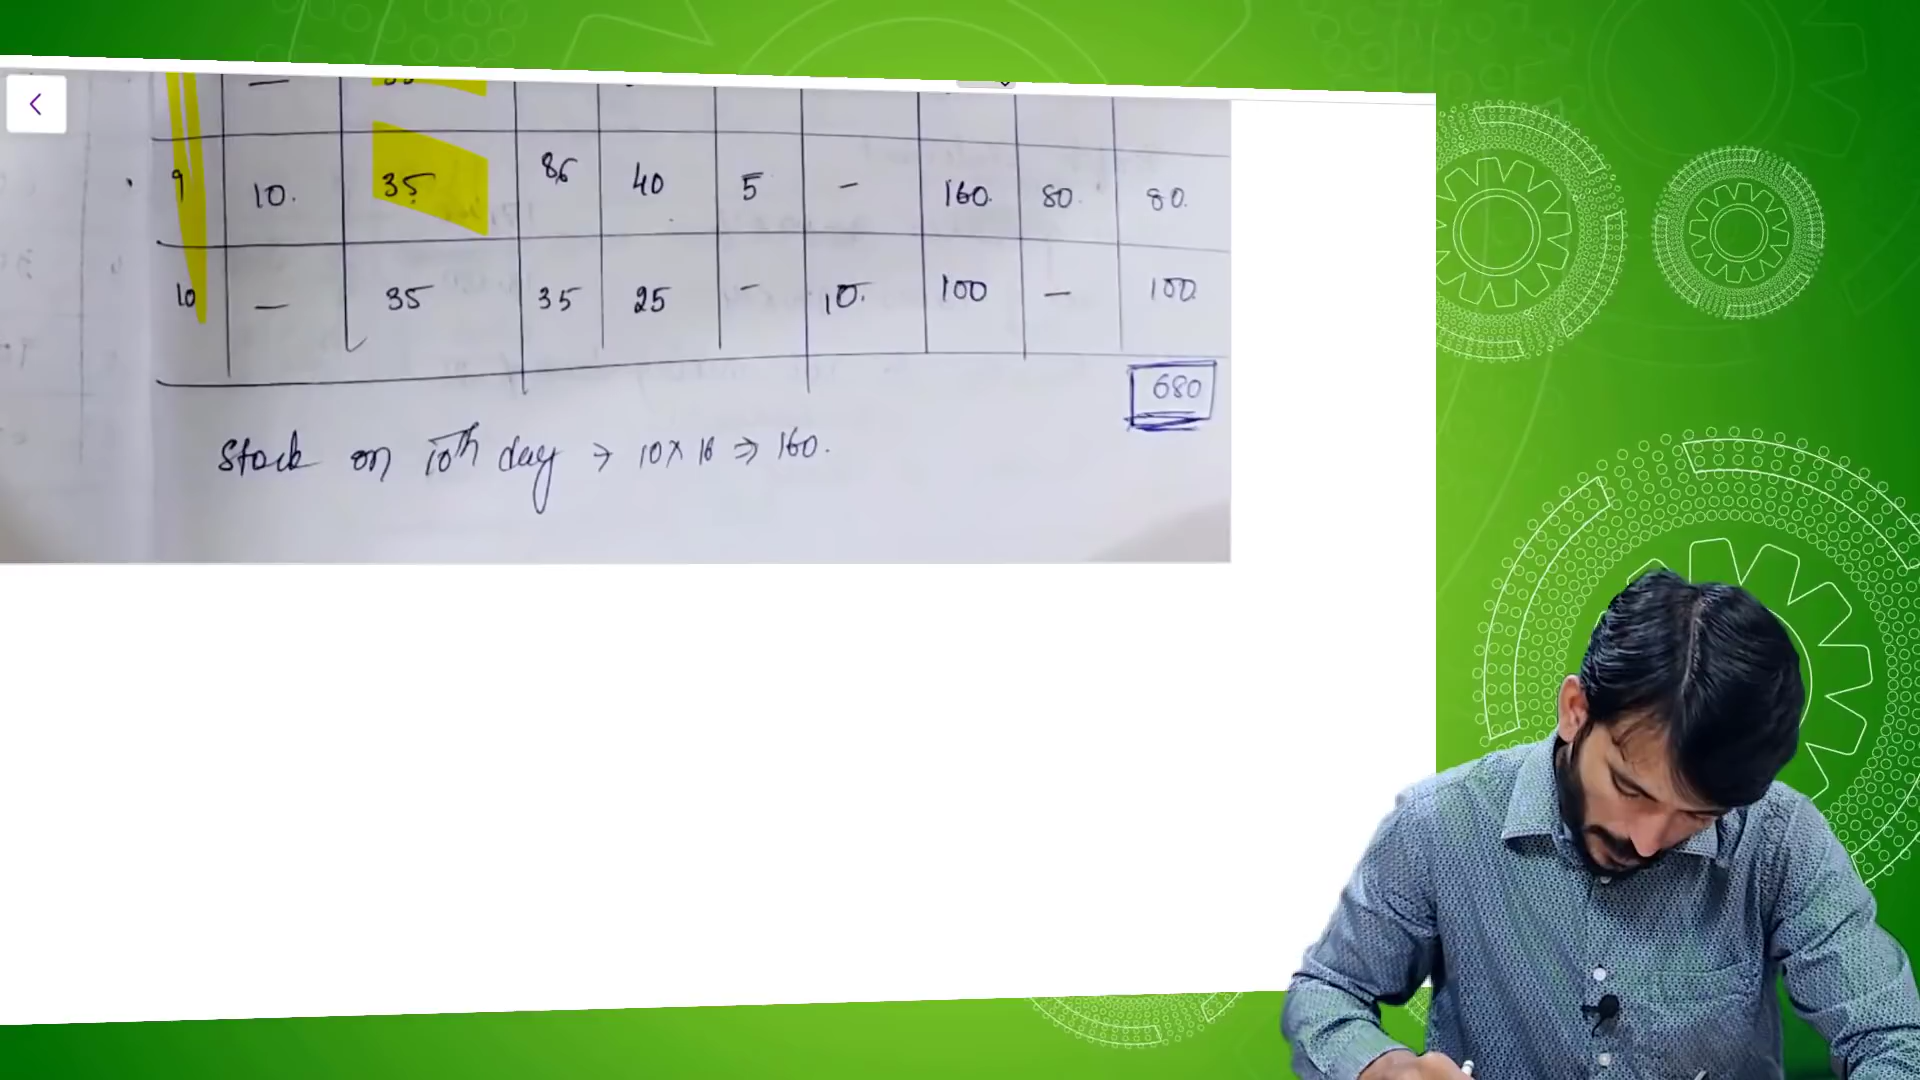 9 10. 35 86 40 5 — 160. 80. 80.
10 — 35 35 25 - 10. 100 — 100.
680
Stock on 10th day → 10 x 16 ⇒ 160.